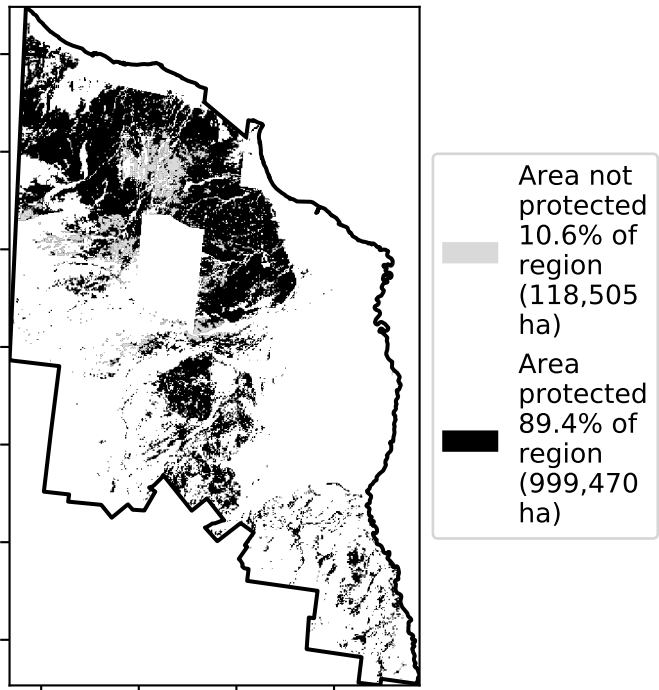 Area not
protected
10.6% of
region
(118,505
ha)
Area
protected
89.4% of
region
(999,470
ha)